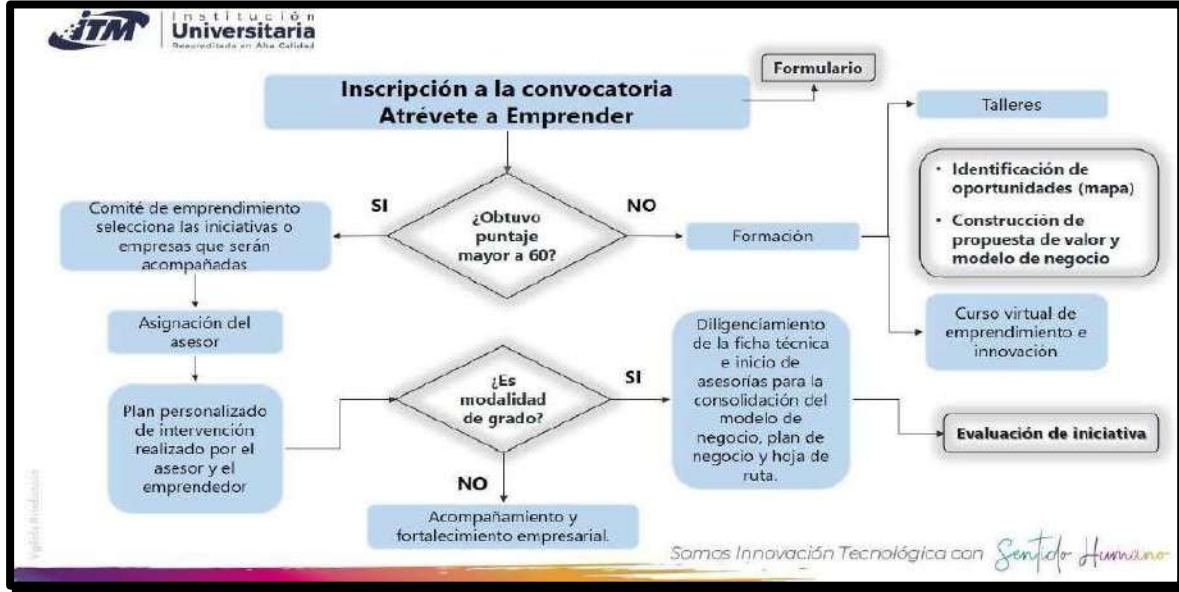 ITM
Institución
Universitaria
Reacreditada en Alta Calidad
Inscripción a la convocatoria
Atrévete a Emprender
Formulario
Talleres
• Identificación de
oportunidades (mapa)
• Construcción de
propuesta de valor y
modelo de negocio
SI
¿Obtuvo
puntaje
mayor a 60?
NO
Comité de emprendimiento
selecciona las iniciativas o
empresas que serán
acompañadas
Formación
Curso virtual de
emprendimiento e
innovación
Asignación del
asesor
Plan personalizado
de intervención
realizado por el
asesor y el
emprendedor
¿Es
modalidad
de grado?
SI
Diligenciamiento
de la ficha técnica
e inicio de
asesorías para la
consolidación del
modelo de
negocio, plan de
negocio y hoja de
ruta.
Evaluación de iniciativa
NO
Acompañamiento y
fortalecimiento empresarial.
Somos Innovación Tecnológica con Sentido Humano